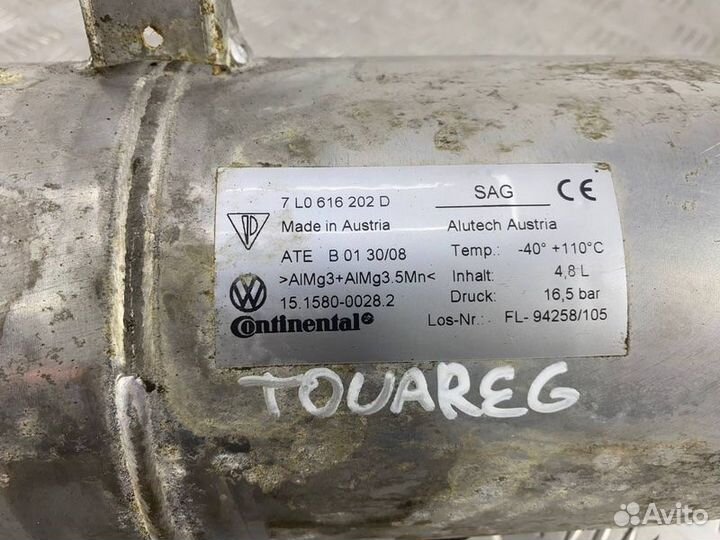 7 L0 616 202 D SAG CE
Made in Austria Alutech Austria
ATE B 01 30/08 Temp.: -40° +110°C
>AlMg3+AlMg3.5Mn< Inhalt: 4,8 L
15.1580-0028.2 Druck: 16,5 bar
Continental Los-Nr.: FL- 94258/105
TOUAREG
Avito